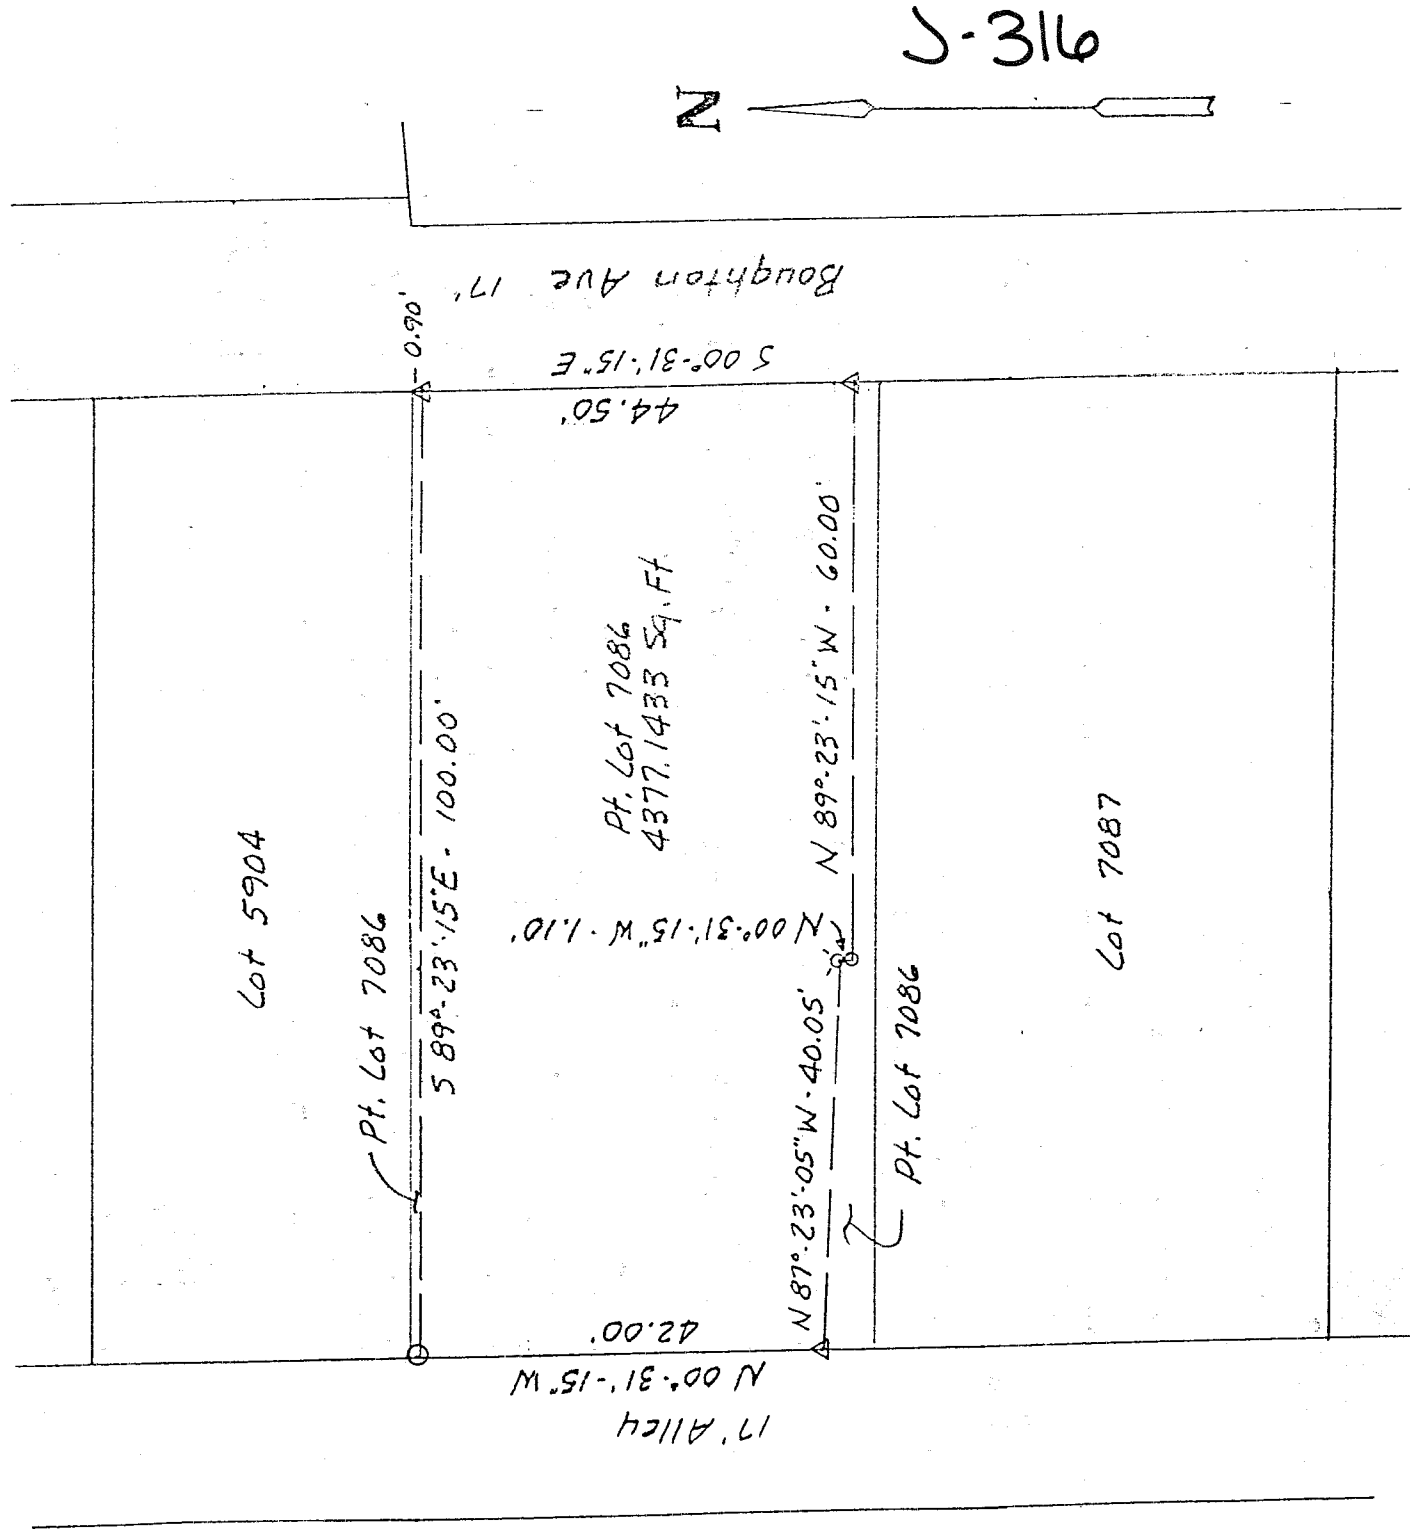 J-316
N
Boughton Ave 17'
0.90'
S 00°-31'-15" E
44.50'
N 89°-23'-15" W - 60.00'
Pt. Lot 7086
4377.1433 Sq. Ft
S 89°-23'-15" E - 100.00'
Lot 5904
Pt. Lot 7086
N 00°-31'-15" W - 1.10'
Lot 7087
N 87°-23'-05" W - 40.05'
Pt. Lot 7086
42.00'
N 00°-31'-15" W
17' Alley